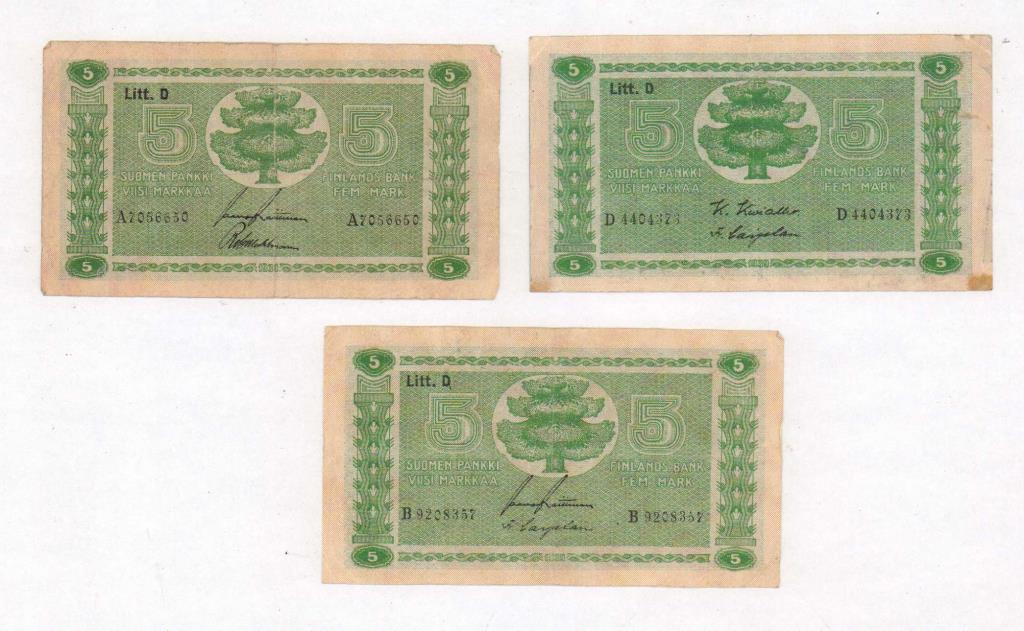 5 5
Litt. D
5 5
SUOMEN PANKKI FINLANDS BANK
VIISI MARKKAA FEM MARK
A7056650 A7056650
5 5
5 5
Litt. D
5 5
SUOMEN PANKKI FINLANDS BANK
VIISI MARKKAA FEM MARK
D 4404373 D 4404373
5 5
5 5
Litt. D
5 5
SUOMEN PANKKI FINLANDS BANK
VIISI MARKKAA FEM MARK
B 9208357 B 9208357
5 5